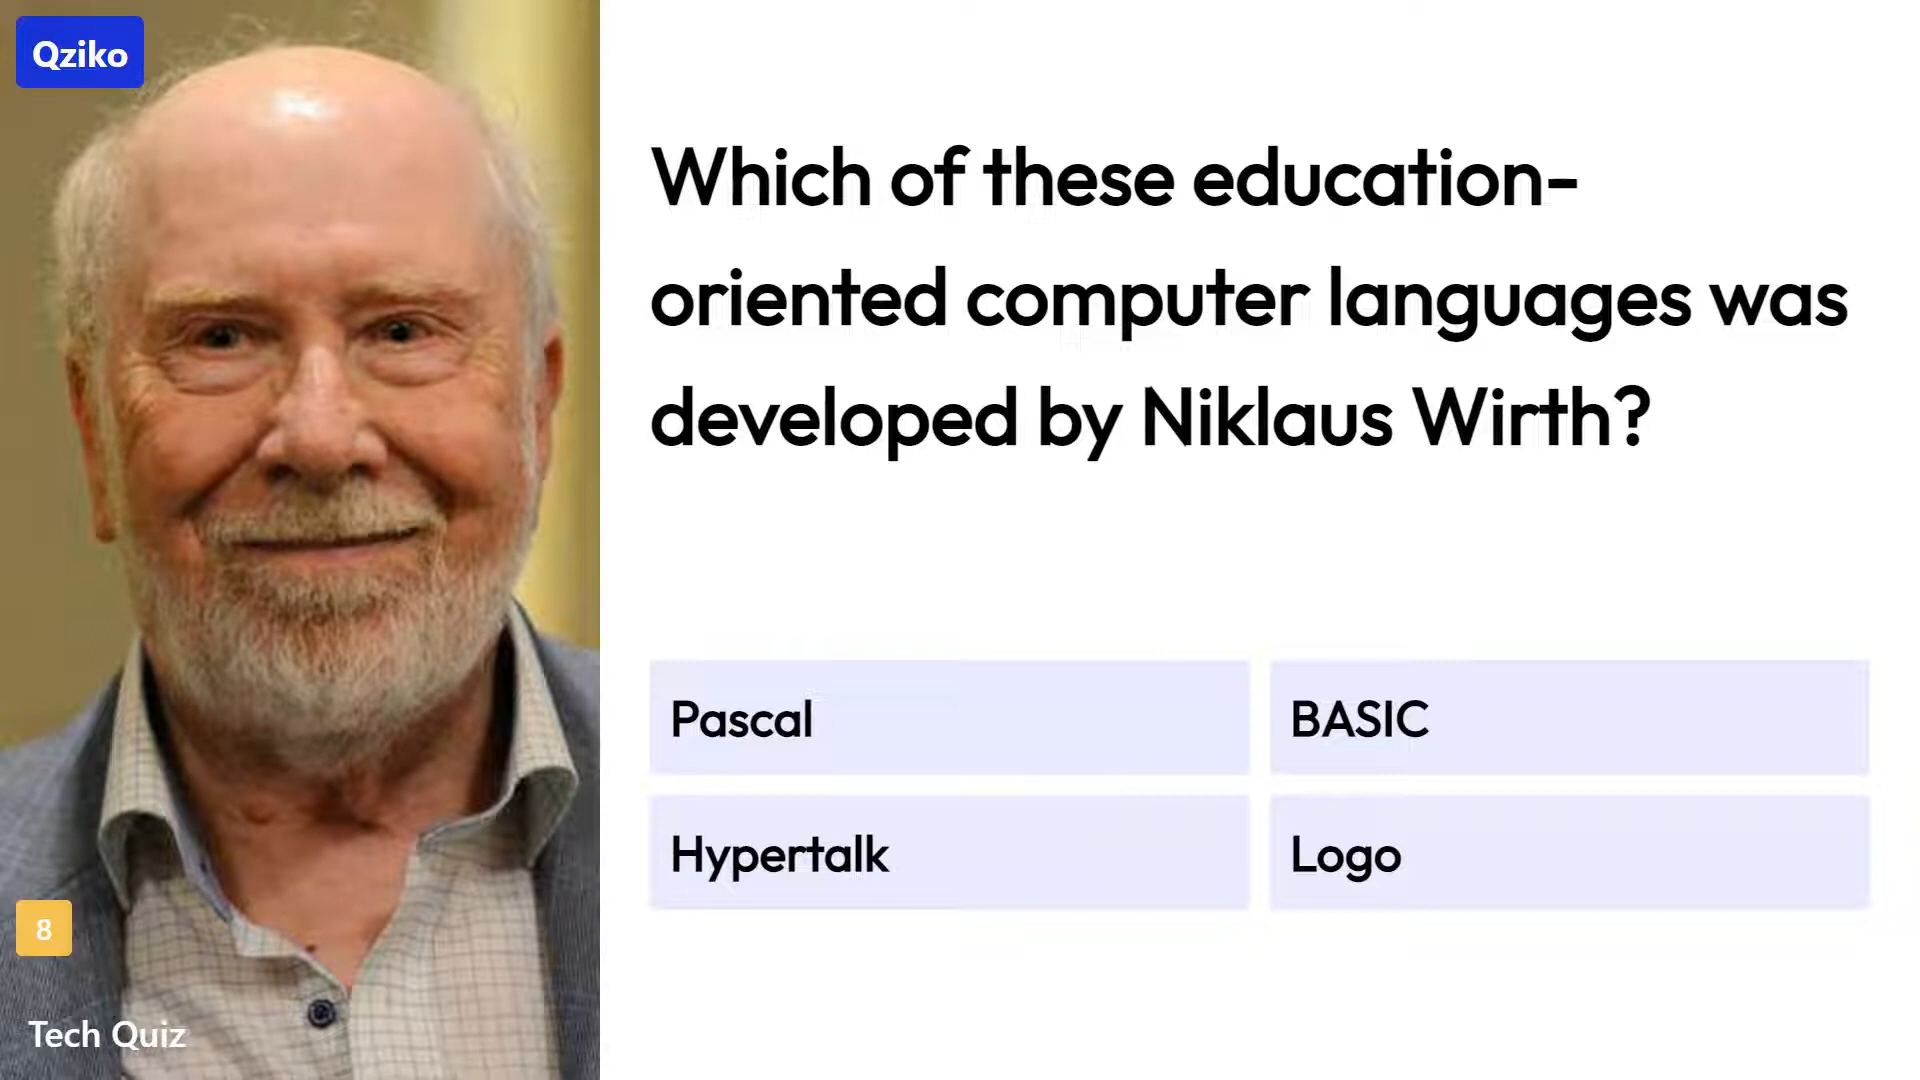 Qziko
Which of these education-
oriented computer languages was
developed by Niklaus Wirth?
Pascal
BASIC
Hypertalk
Logo
8
Tech Quiz